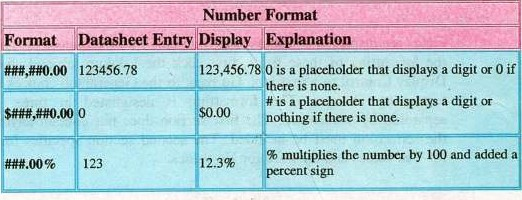 Number Format
Format Datasheet Entry Display Explanation
###,##0.00 123456.78 123,456.78 0 is a placeholder that displays a digit or 0 if
there is none.
# is a placeholder that displays a digit or
$###,##0.00 0 $0.00 nothing if there is none.
###.00% 123 12.3% % multiplies the number by 100 and added a
percent sign